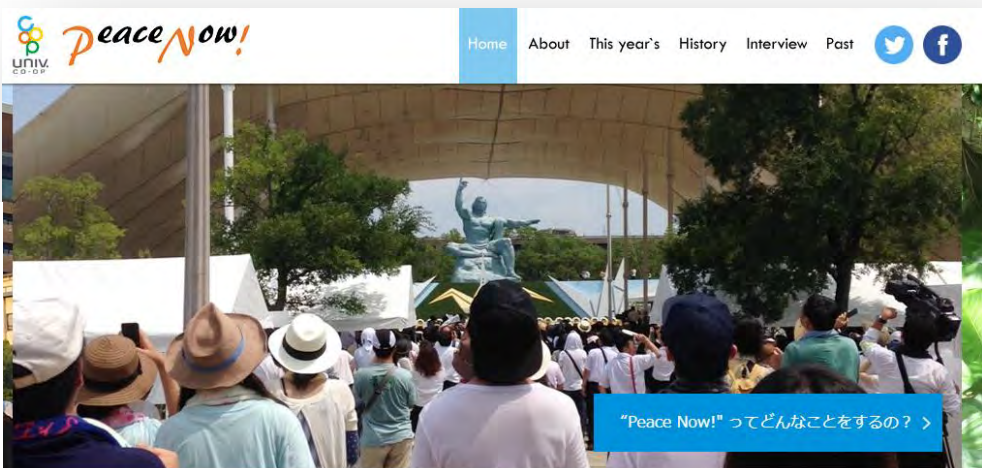 UNIV.
CO-OP
Peace Now!
Home About This year`s History Interview Past
“Peace Now!" ってどんなことをするの？